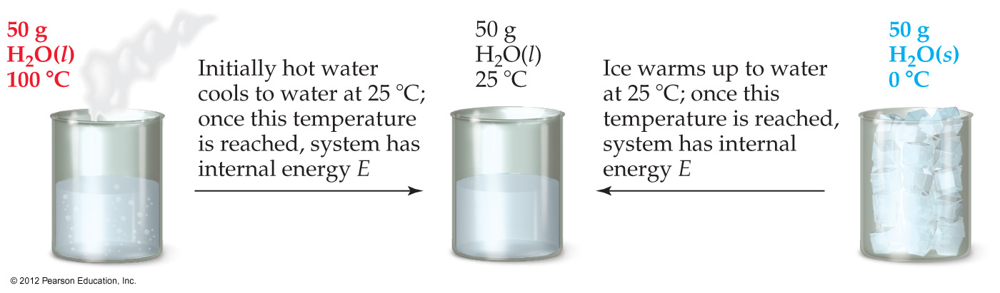 50 g
H₂O(l)
100 °C
Initially hot water
cools to water at 25 °C;
once this temperature
is reached, system has
internal energy E
50 g
H₂O(l)
25 °C
Ice warms up to water
at 25 °C; once this
temperature is reached,
system has internal
energy E
50 g
H₂O(s)
0 °C
© 2012 Pearson Education, Inc.